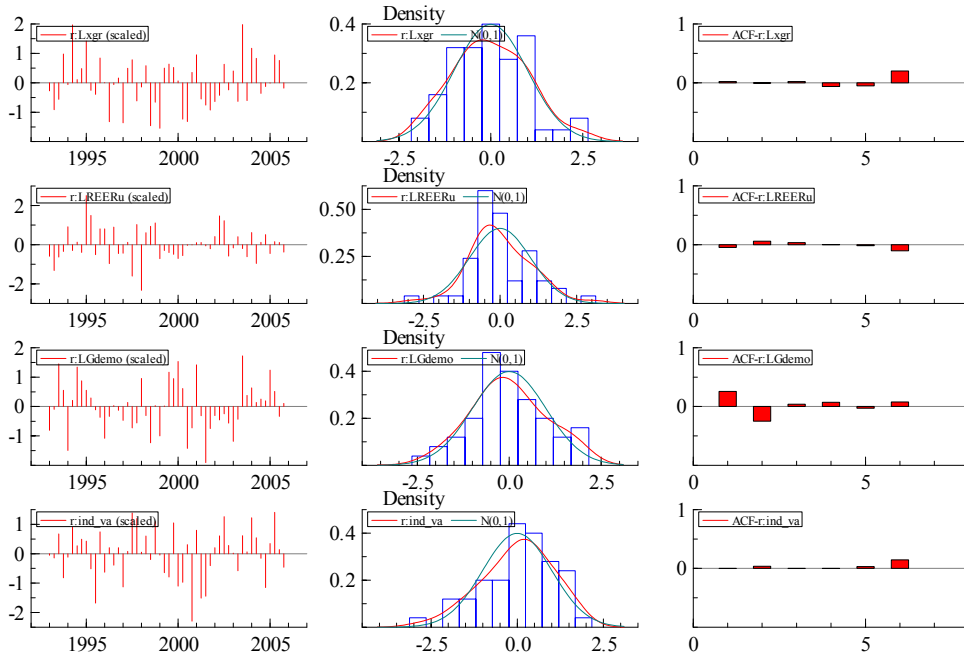 Density
2
r:Lxgr (scaled)
0.4
r:Lxgr N(0,1)
1
ACF-r:Lxgr
1
0
0.2
0
-1
1995 2000 2005
-2.5 0.0 2.5
0 5
Density
r:LREERu (scaled)
r:LREERu N(0,1)
1
ACF-r:LREERu
2
0.50
0
0.25
0
-2
1995 2000 2005
-2.5 0.0 2.5
0 5
Density
2
r:LGdemo (scaled)
r:LGdemo N(0,1)
1
ACF-r:LGdemo
1
0.4
0
0.2
0
-1
1995 2000 2005
-2.5 0.0 2.5
0 5
Density
r:ind_va (scaled)
r:ind_va N(0,1)
1
ACF-r:ind_va
1
0.4
0
0
-1
0.2
-2
1995 2000 2005
-2.5 0.0 2.5
0 5